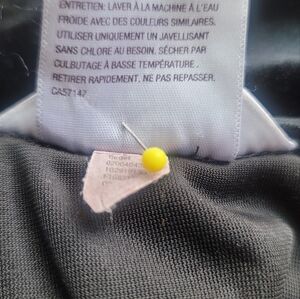 ENTRETIEN: LAVER À LA MACHINE À L'EAU
FROIDE AVEC DES COULEURS SIMILAIRES.
UTILISER UNIQUEMENT UN JAVELLISANT
SANS CHLORE AU BESOIN. SÉCHER PAR
CULBUTAGE À BASSE TEMPÉRATURE.
RETIRER RAPIDEMENT. NE PAS REPASSER.
CA57142